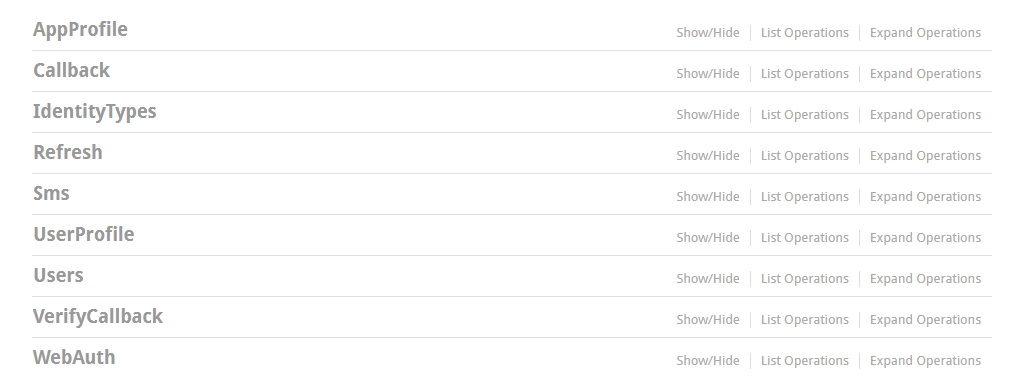 AppProfile Show/Hide List Operations Expand Operations
Callback Show/Hide List Operations Expand Operations
IdentityTypes Show/Hide List Operations Expand Operations
Refresh Show/Hide List Operations Expand Operations
Sms Show/Hide List Operations Expand Operations
UserProfile Show/Hide List Operations Expand Operations
Users Show/Hide List Operations Expand Operations
VerifyCallback Show/Hide List Operations Expand Operations
WebAuth Show/Hide List Operations Expand Operations